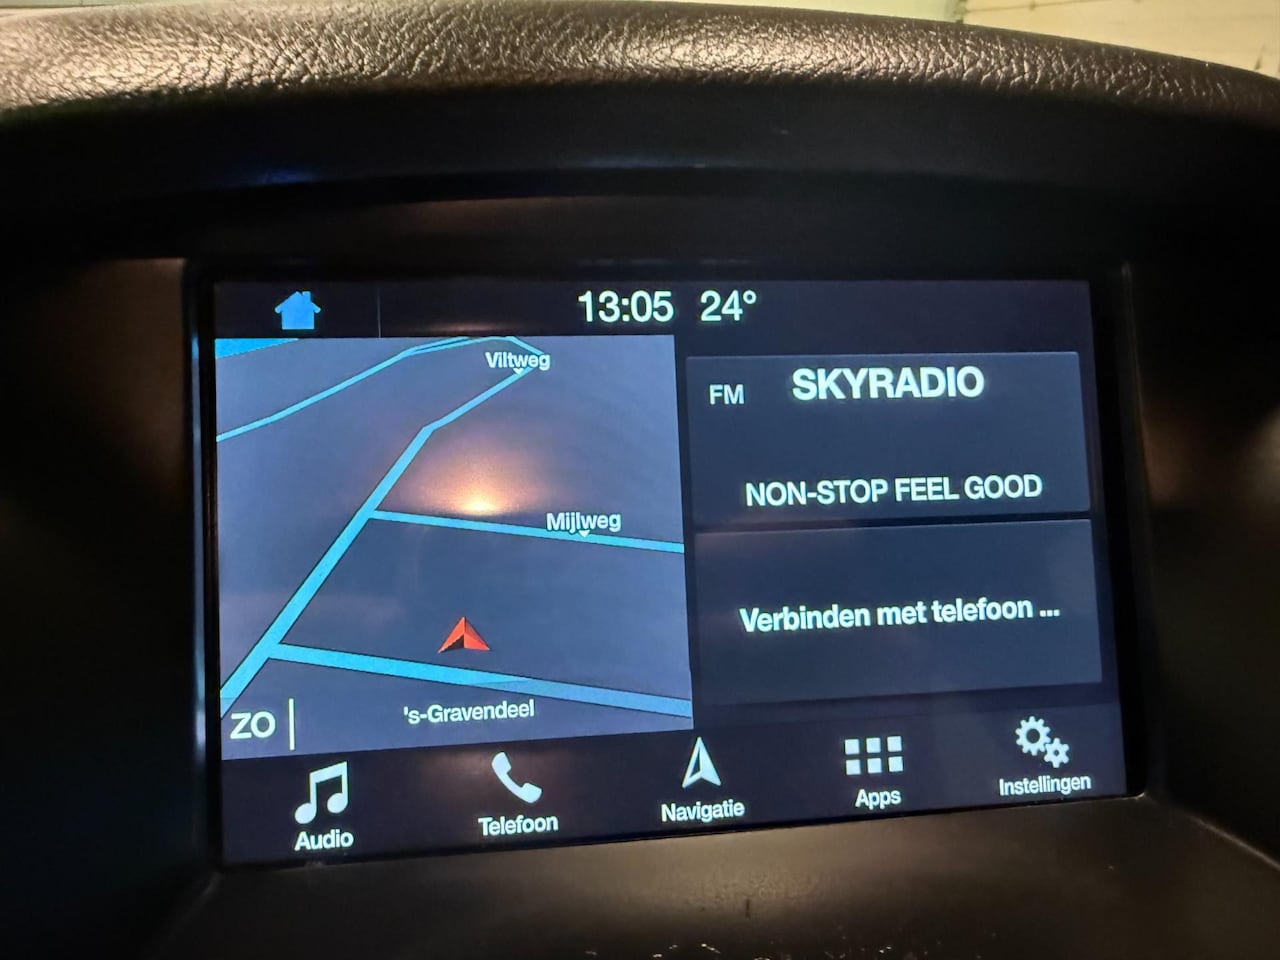 13:05 24°
Viltweg
Mijlweg
ZO
's-Gravendeel
FM SKYRADIO
NON-STOP FEEL GOOD
Verbinden met telefoon ...
Audio
Telefoon
Navigatie
Apps
Instellingen